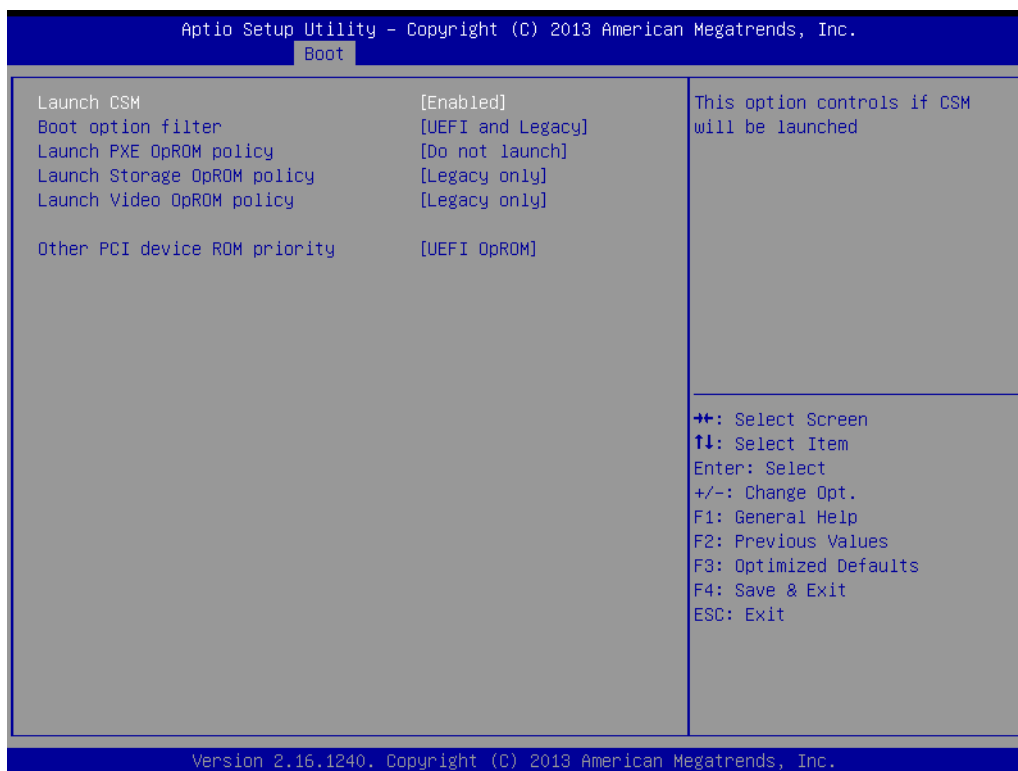 Aptio Setup Utility – Copyright (C) 2013 American Megatrends, Inc.
Boot
Launch CSM [Enabled]
Boot option filter [UEFI and Legacy]
Launch PXE OpROM policy [Do not launch]
Launch Storage OpROM policy [Legacy only]
Launch Video OpROM policy [Legacy only]
Other PCI device ROM priority [UEFI OpROM]
This option controls if CSM
will be launched
→←: Select Screen
↑↓: Select Item
Enter: Select
+/-: Change Opt.
F1: General Help
F2: Previous Values
F3: Optimized Defaults
F4: Save & Exit
ESC: Exit
Version 2.16.1240. Copyright (C) 2013 American Megatrends, Inc.